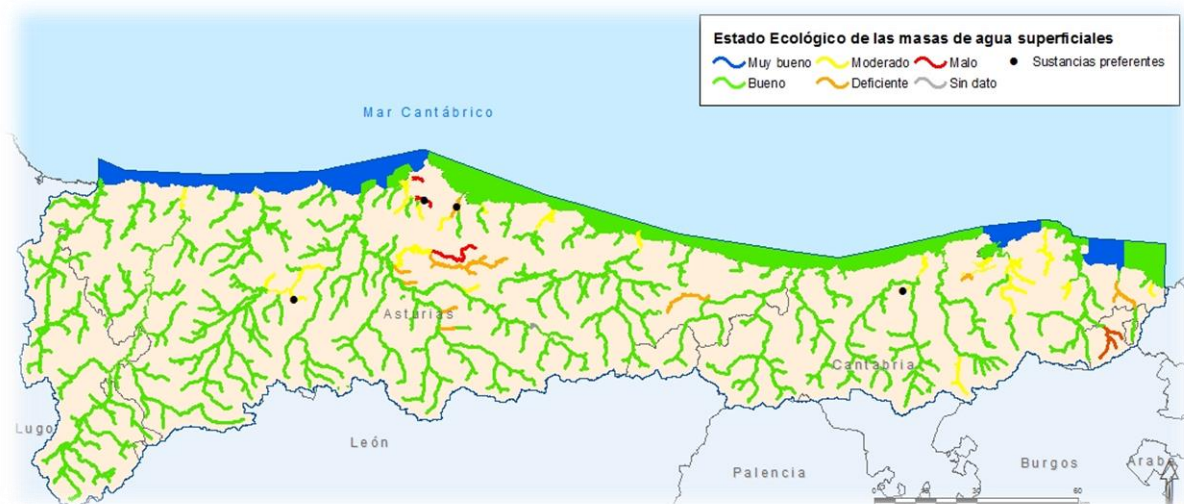 Estado Ecológico de las masas de agua superficiales
Muy bueno Moderado Malo Sustancias preferentes
Bueno Deficiente Sin dato
Mar Cantábrico
Asturias
Cantabria
Lugo
León
Palencia
Burgos
Araba